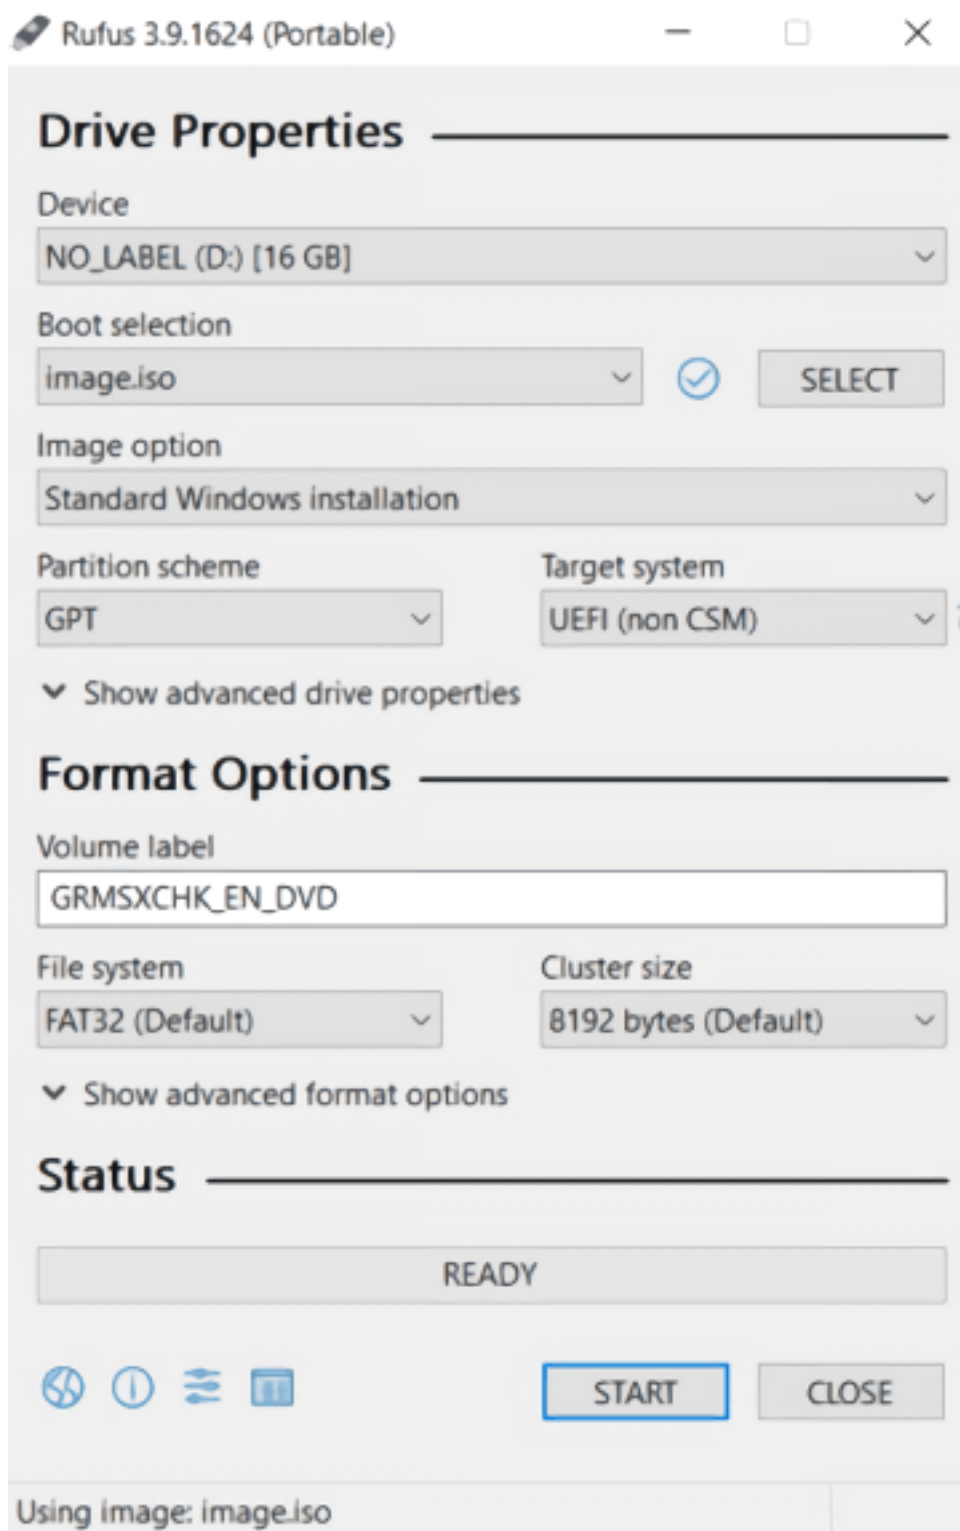 Rufus 3.9.1624 (Portable)
Drive Properties
Device
NO_LABEL (D:) [16 GB]
Boot selection
image.iso
SELECT
Image option
Standard Windows installation
Partition scheme
Target system
GPT
UEFI (non CSM)
Show advanced drive properties
Format Options
Volume label
GRMSXCHK_EN_DVD
File system
Cluster size
FAT32 (Default)
8192 bytes (Default)
Show advanced format options
Status
READY
START
CLOSE
Using image: image.iso